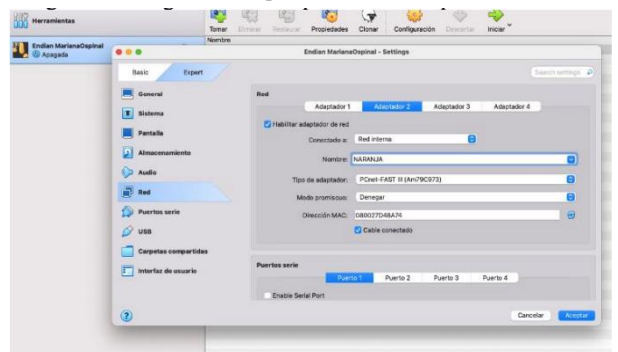 Herramientas
Tomar Eliminar Restaurar Propiedades Clonar Configuración Descartar Iniciar
Nombre
Endian MarianaOspinal
Apagada
Endian MarianaOspinal - Settings
Basic Expert
Search settings
General
Sistema
Pantalla
Almacenamiento
Audio
Red
Puertos serie
USB
Carpetas compartidas
Interfaz de usuario
Red
Adaptador 1 Adaptador 2 Adaptador 3 Adaptador 4
Habilitar adaptador de red
Conectado a: Red interna
Nombre: NARANJA
Tipo de adaptador: PCnet-FAST III (Am79C973)
Modo promiscuo: Denegar
Dirección MAC: 080027D48A74
Cable conectado
Puertos serie
Puerto 1 Puerto 2 Puerto 3 Puerto 4
Enable Serial Port
Cancelar Aceptar